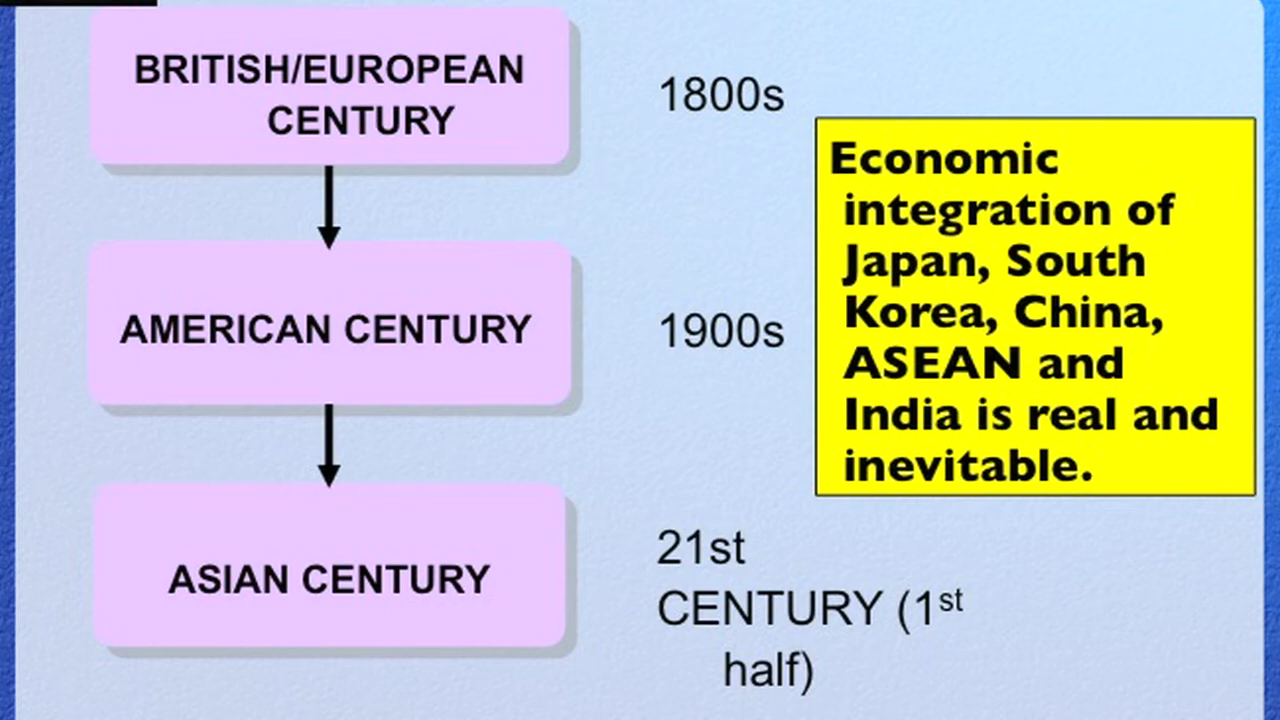 BRITISH/EUROPEAN
CENTURY
1800s
AMERICAN CENTURY
1900s
Economic
integration of
Japan, South
Korea, China,
ASEAN and
India is real and
inevitable.
ASIAN CENTURY
21st
CENTURY (1st
half)